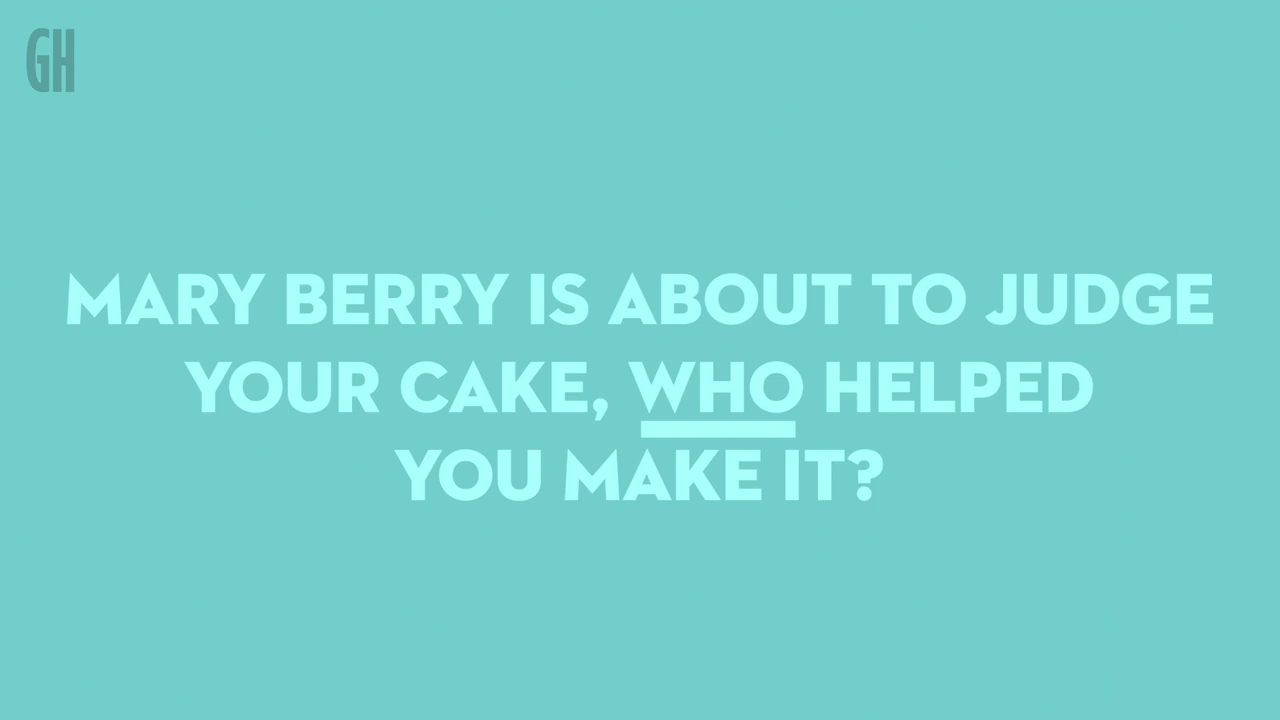 GH
MARY BERRY IS ABOUT TO JUDGE
YOUR CAKE, WHO HELPED
YOU MAKE IT?